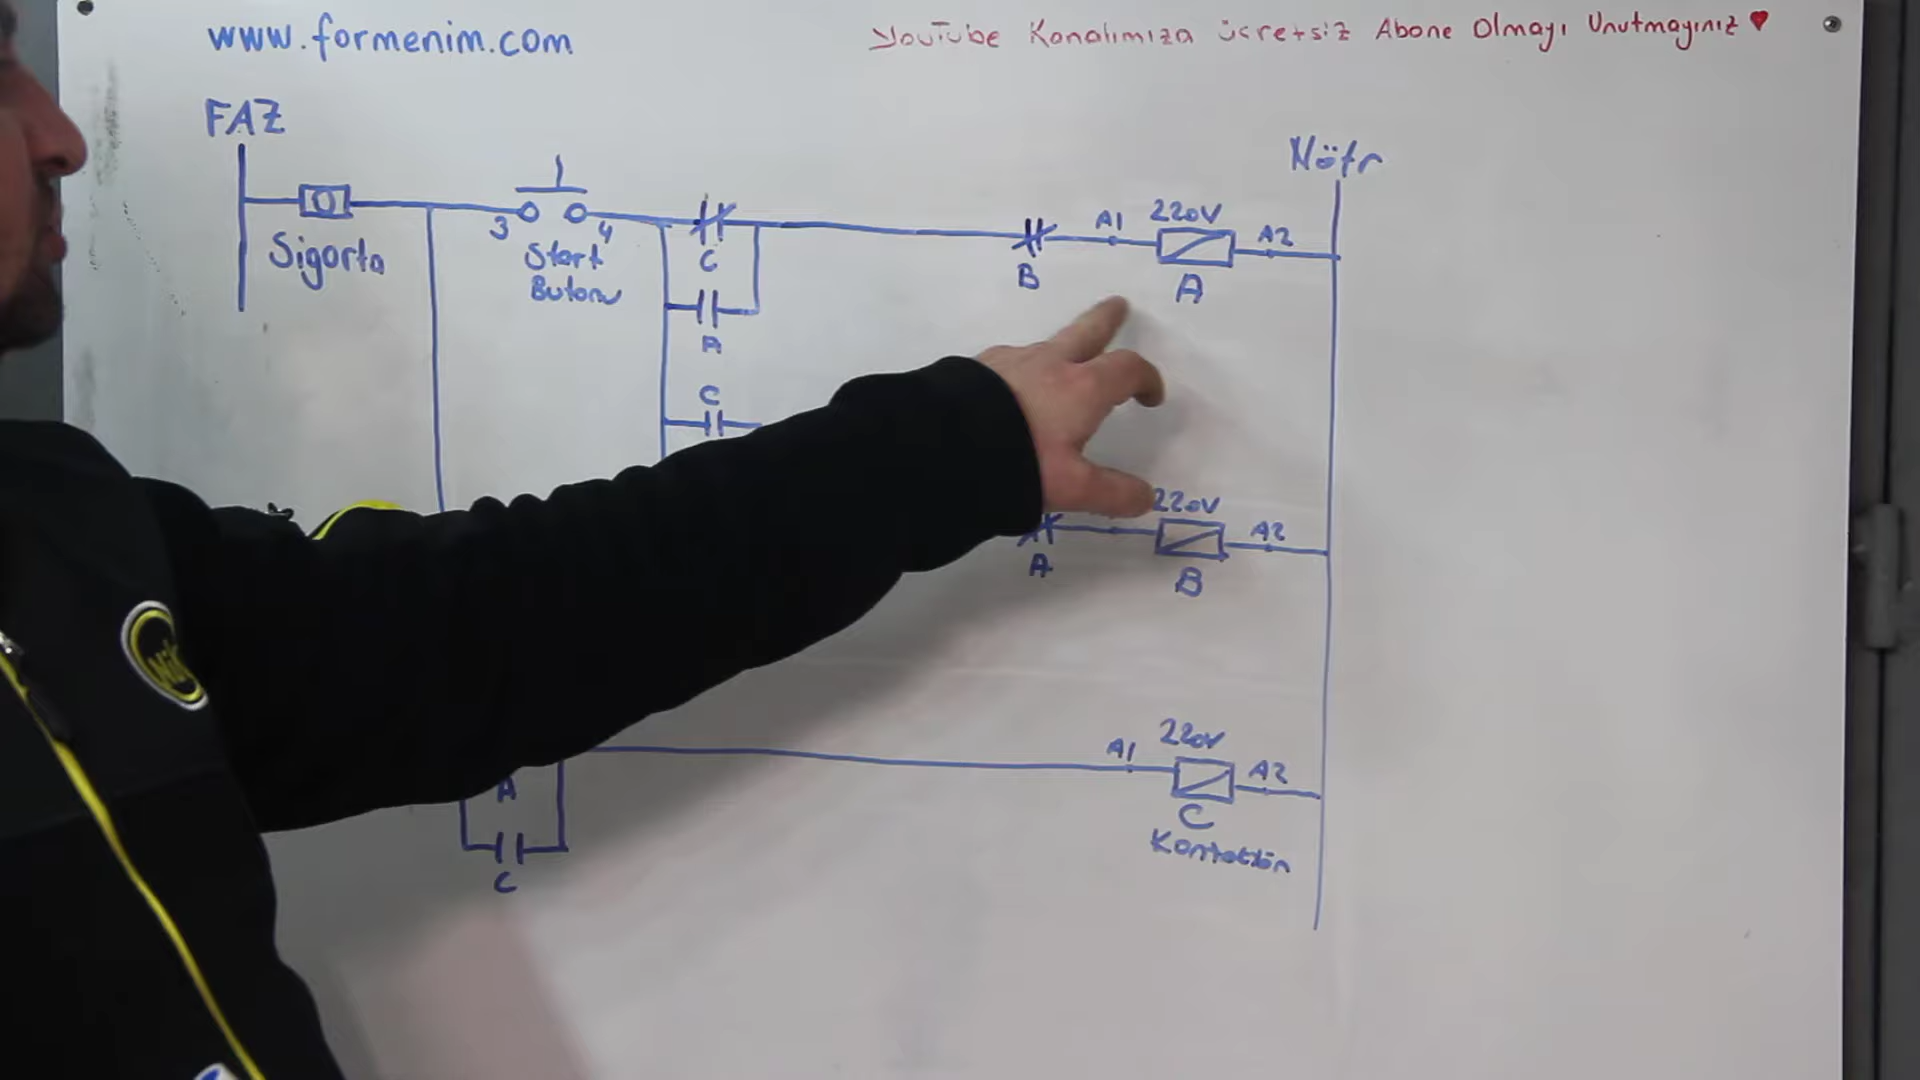 www.formenim.com
YouTube Kanalımıza ücretsiz Abone Olmayı Unutmayınız
FAZ
Nötr
Sigorta
3
4
Start
Butonu
C
A
C
B
A1
220V
A2
A
A
220V
A2
B
A1
220V
A2
C
Kontaktör
A
C